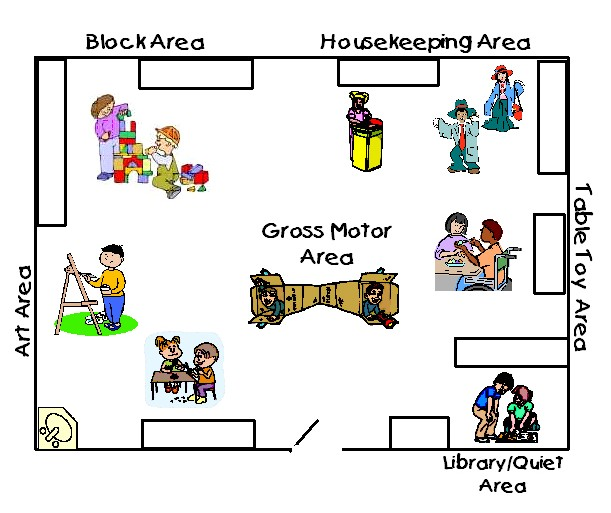 Block Area
Housekeeping Area
Gross Motor
Area
Table Toy Area
Art Area
Library/Quiet
Area